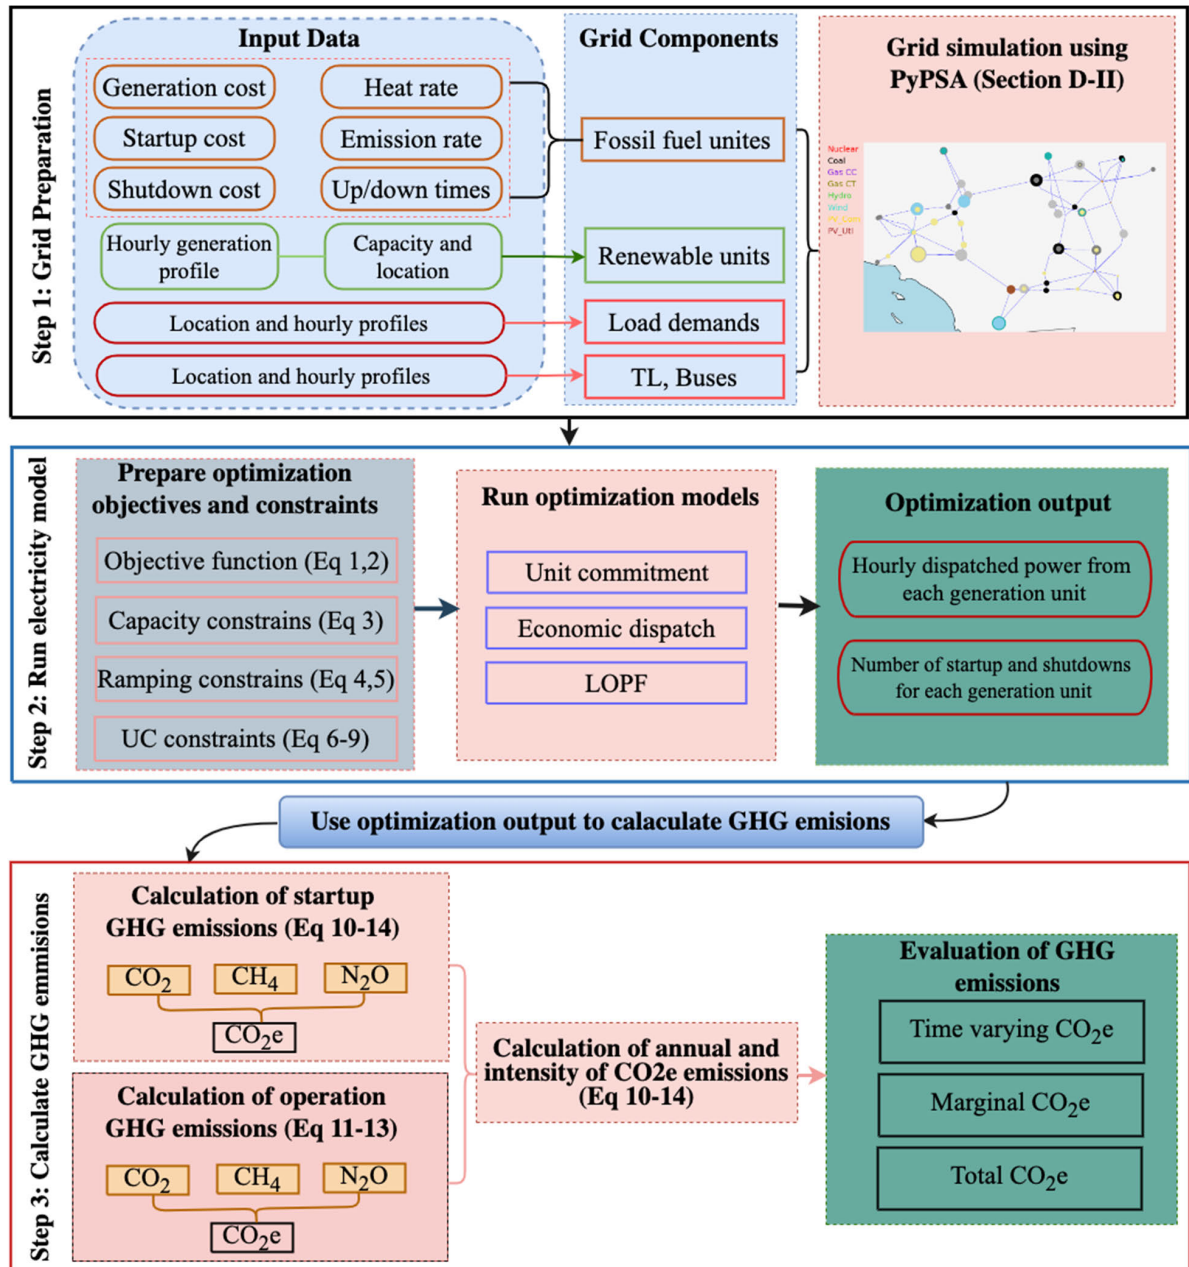 Step 1: Grid Preparation
Input Data
Generation cost
Heat rate
Startup cost
Emission rate
Shutdown cost
Up/down times
Hourly generation
profile
Capacity and
location
Location and hourly profiles
Location and hourly profiles
Grid Components
Fossil fuel unites
Renewable units
Load demands
TL, Buses
Grid simulation using
PyPSA (Section D-II)
Nuclear
Coal
Gas CC
Gas CT
Hydro
Wind
PV_Com
PV_Uti
Step 2: Run electricity model
Prepare optimization
objectives and constraints
Objective function (Eq 1,2)
Capacity constrains (Eq 3)
Ramping constrains (Eq 4,5)
UC constraints (Eq 6-9)
Run optimization models
Unit commitment
Economic dispatch
LOPF
Optimization output
Hourly dispatched power from
each generation unit
Number of startup and shutdowns
for each generation unit
Use optimization output to calaculate GHG emisions
Step 3: Calculate GHG emmisions
Calculation of startup
GHG emissions (Eq 10-14)
CO₂
CH₄
N₂O
CO₂e
Calculation of operation
GHG emissions (Eq 11-13)
CO₂
CH₄
N₂O
CO₂e
Calculation of annual and
intensity of CO2e emissions
(Eq 10-14)
Evaluation of GHG
emissions
Time varying CO₂e
Marginal CO₂e
Total CO₂e